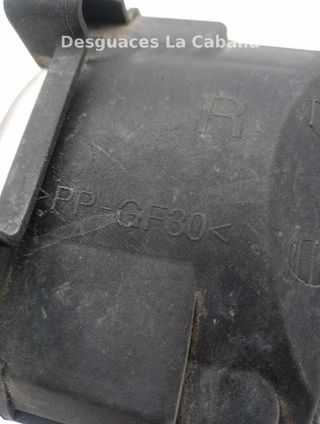 Desguaces La Cabaña
R
>PP-GF30<